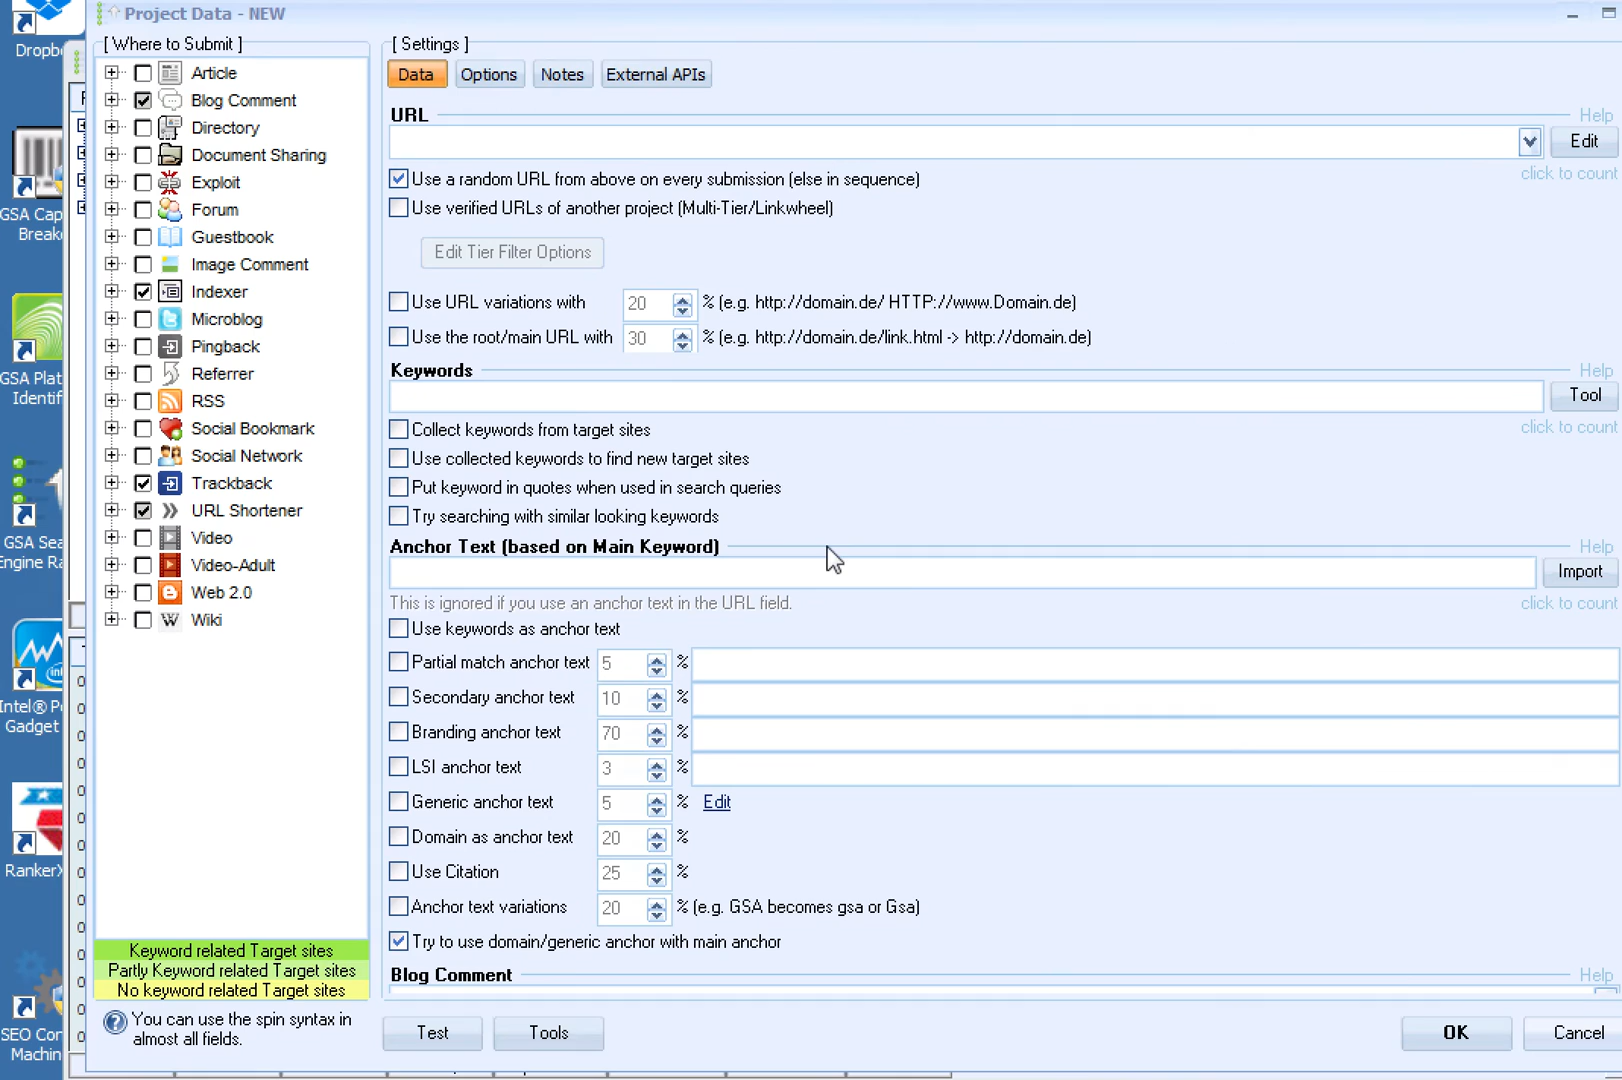 Project Data - NEW
[ Where to Submit ]
Article
Blog Comment
Directory
Document Sharing
Exploit
Forum
Guestbook
Image Comment
Indexer
Microblog
Pingback
Referrer
RSS
Social Bookmark
Social Network
Trackback
URL Shortener
Video
Video-Adult
Web 2.0
Wiki
Keyword related Target sites
Partly Keyword related Target sites
No keyword related Target sites
You can use the spin syntax in
almost all fields.
[ Settings ]
Data
Options
Notes
External APIs
URL
Help
Edit
click to count
Use a random URL from above on every submission (else in sequence)
Use verified URLs of another project (Multi-Tier/Linkwheel)
Edit Tier Filter Options
Use URL variations with 20 % (e.g. http://domain.de/ HTTP://www.Domain.de)
Use the root/main URL with 30 % (e.g. http://domain.de/link.html -> http://domain.de)
Keywords
Help
Tool
click to count
Collect keywords from target sites
Use collected keywords to find new target sites
Put keyword in quotes when used in search queries
Try searching with similar looking keywords
Anchor Text (based on Main Keyword)
Help
Import
This is ignored if you use an anchor text in the URL field.
click to count
Use keywords as anchor text
Partial match anchor text 5 %
Secondary anchor text 10 %
Branding anchor text 70 %
LSI anchor text 3 %
Generic anchor text 5 % Edit
Domain as anchor text 20 %
Use Citation 25 %
Anchor text variations 20 % (e.g. GSA becomes gsa or Gsa)
Try to use domain/generic anchor with main anchor
Blog Comment
Help
Test
Tools
OK
Cancel
Dropbo
GSA Cap
Break
GSA Plat
Identif
GSA Sea
Engine Ra
Intel® P
Gadget
intel
RankerX
SEO Con
Machin